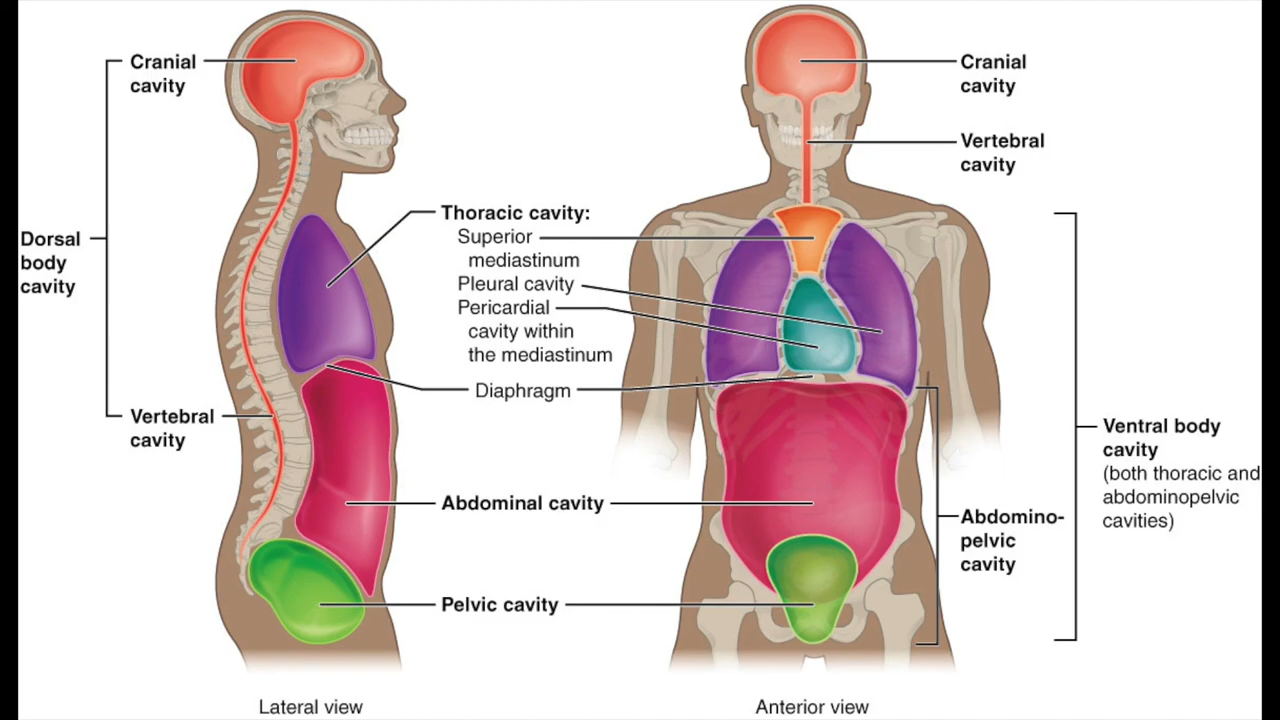 Cranial
cavity
Dorsal
body
cavity
Vertebral
cavity
Thoracic cavity:
Superior
mediastinum
Pleural cavity
Pericardial
cavity within
the mediastinum
Diaphragm
Abdominal cavity
Pelvic cavity
Cranial
cavity
Vertebral
cavity
Ventral body
cavity
(both thoracic and
abdominopelvic
cavities)
Abdomino-
pelvic
cavity
Lateral view
Anterior view